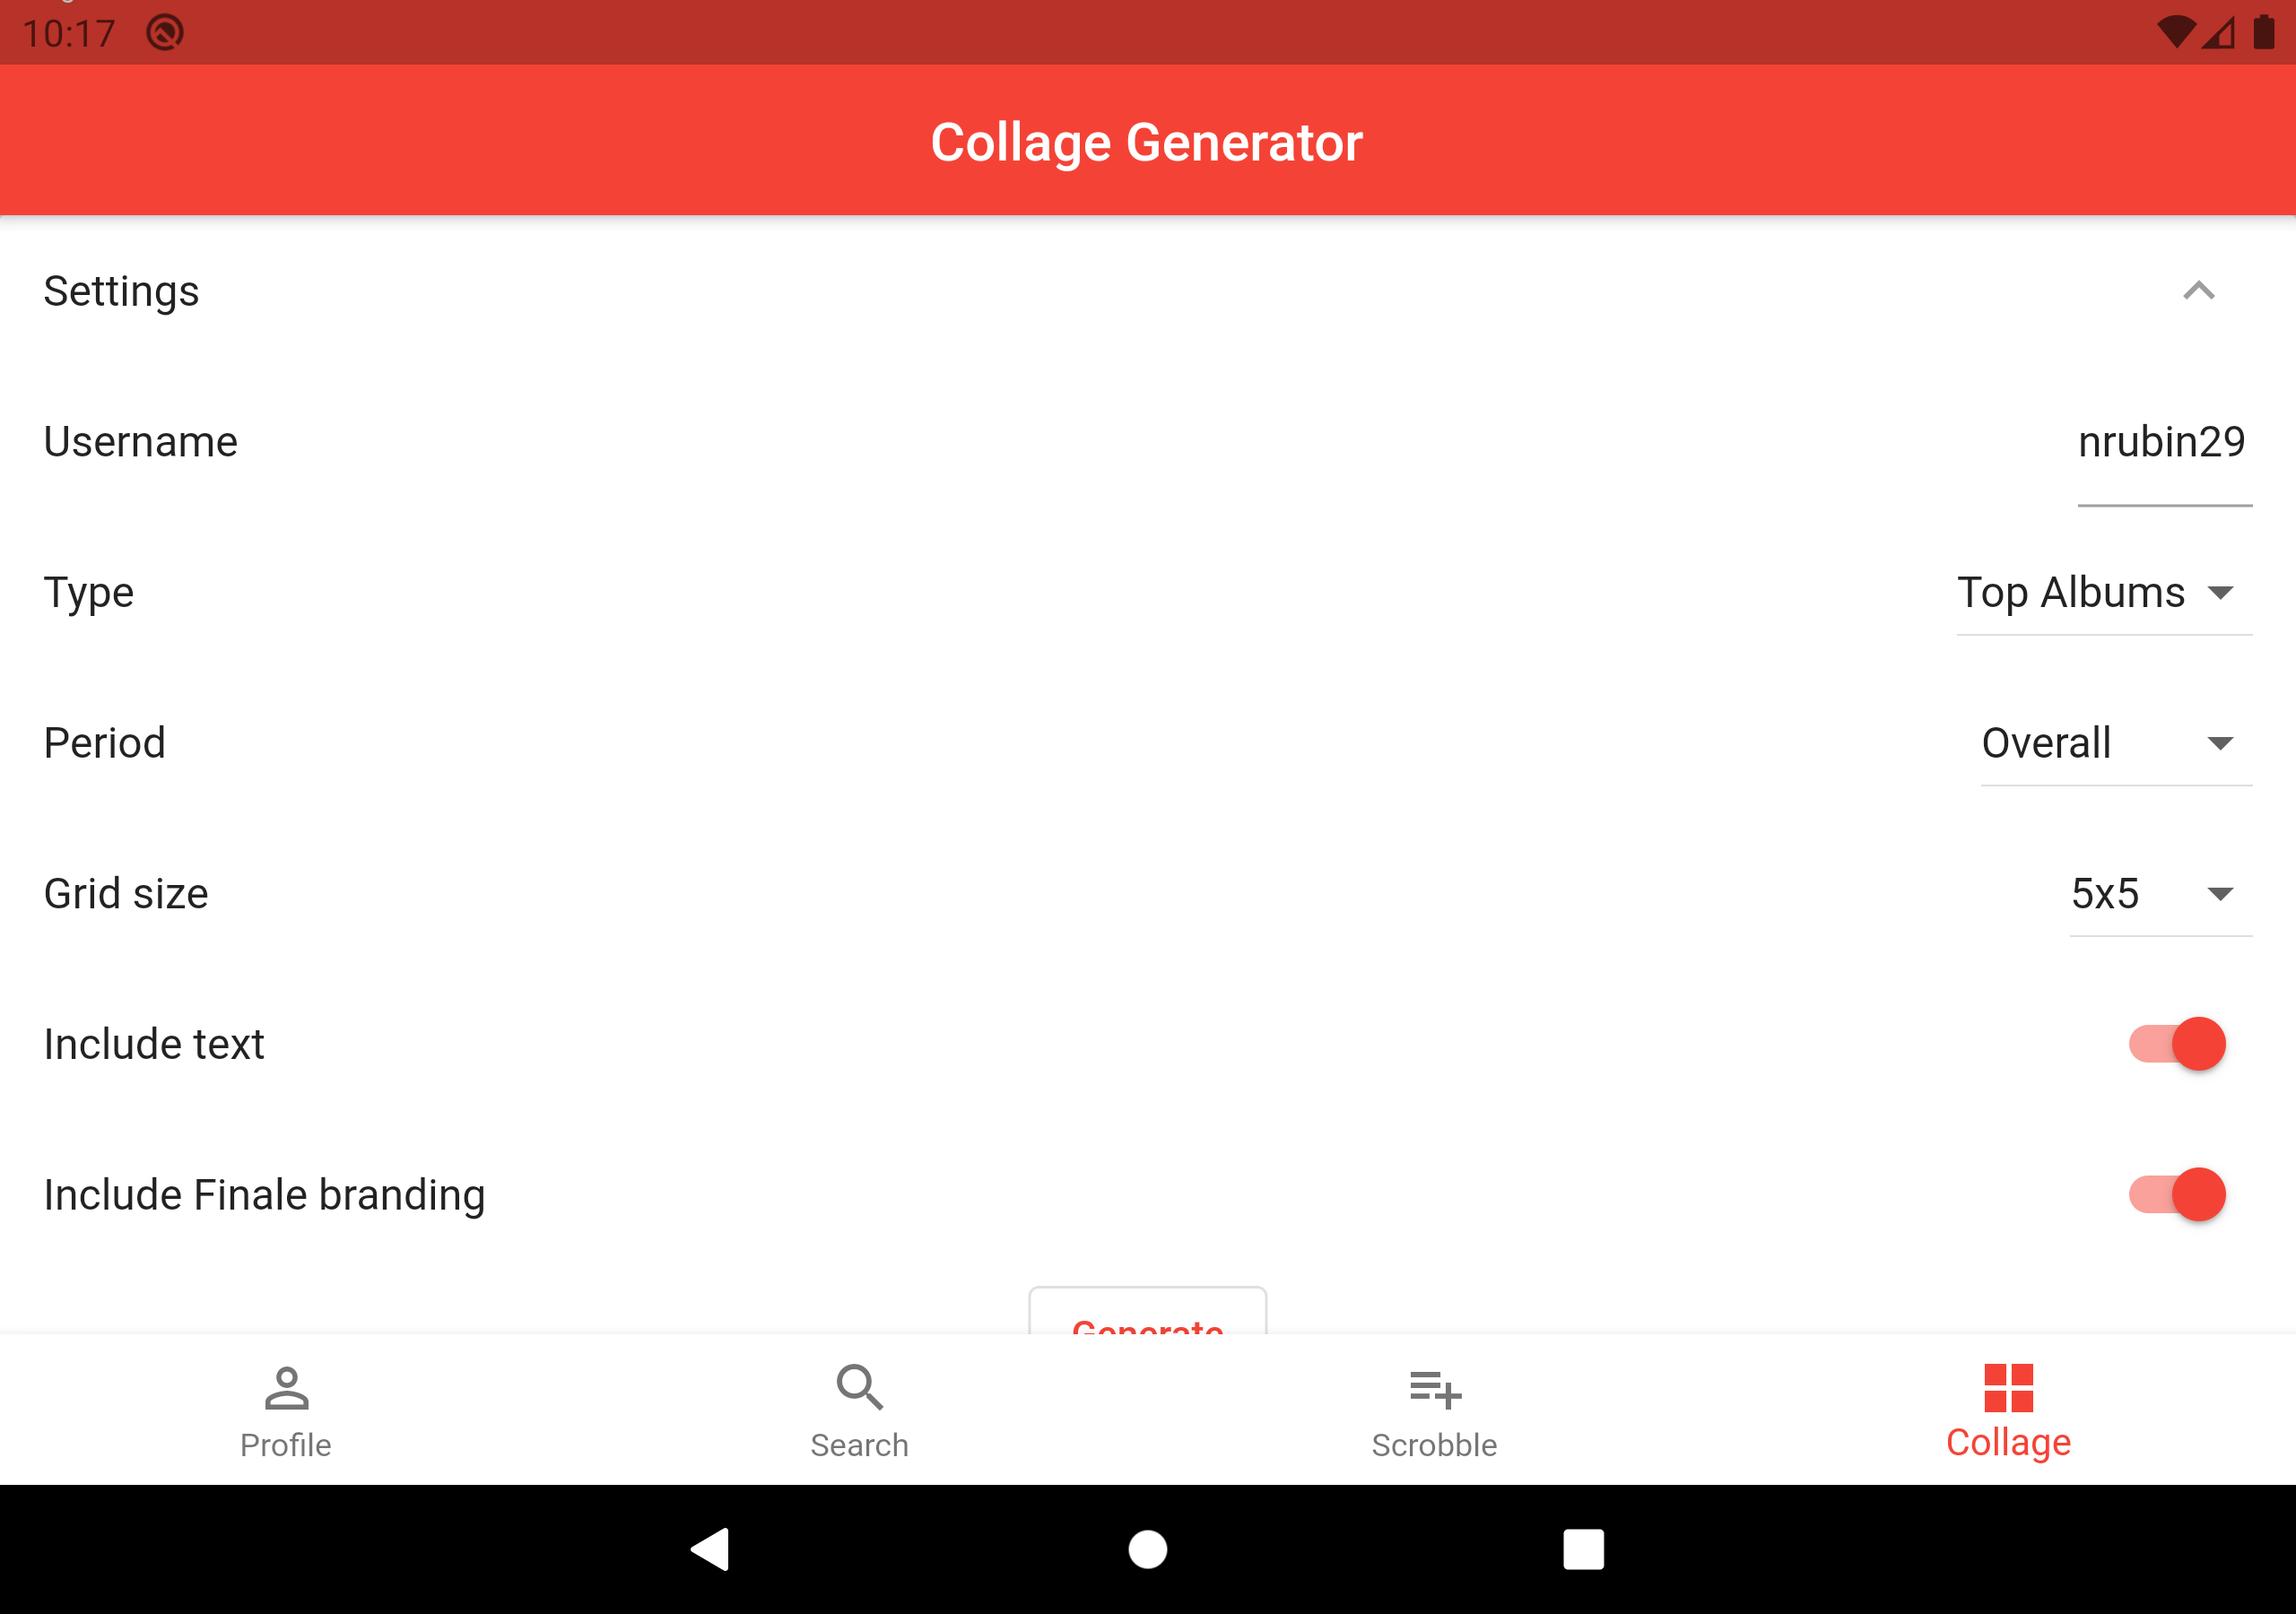 10:17
Collage Generator
Settings
Username nrubin29
Type Top Albums
Period Overall
Grid size 5x5
Include text
Include Finale branding
Generate
Profile Search Scrobble Collage